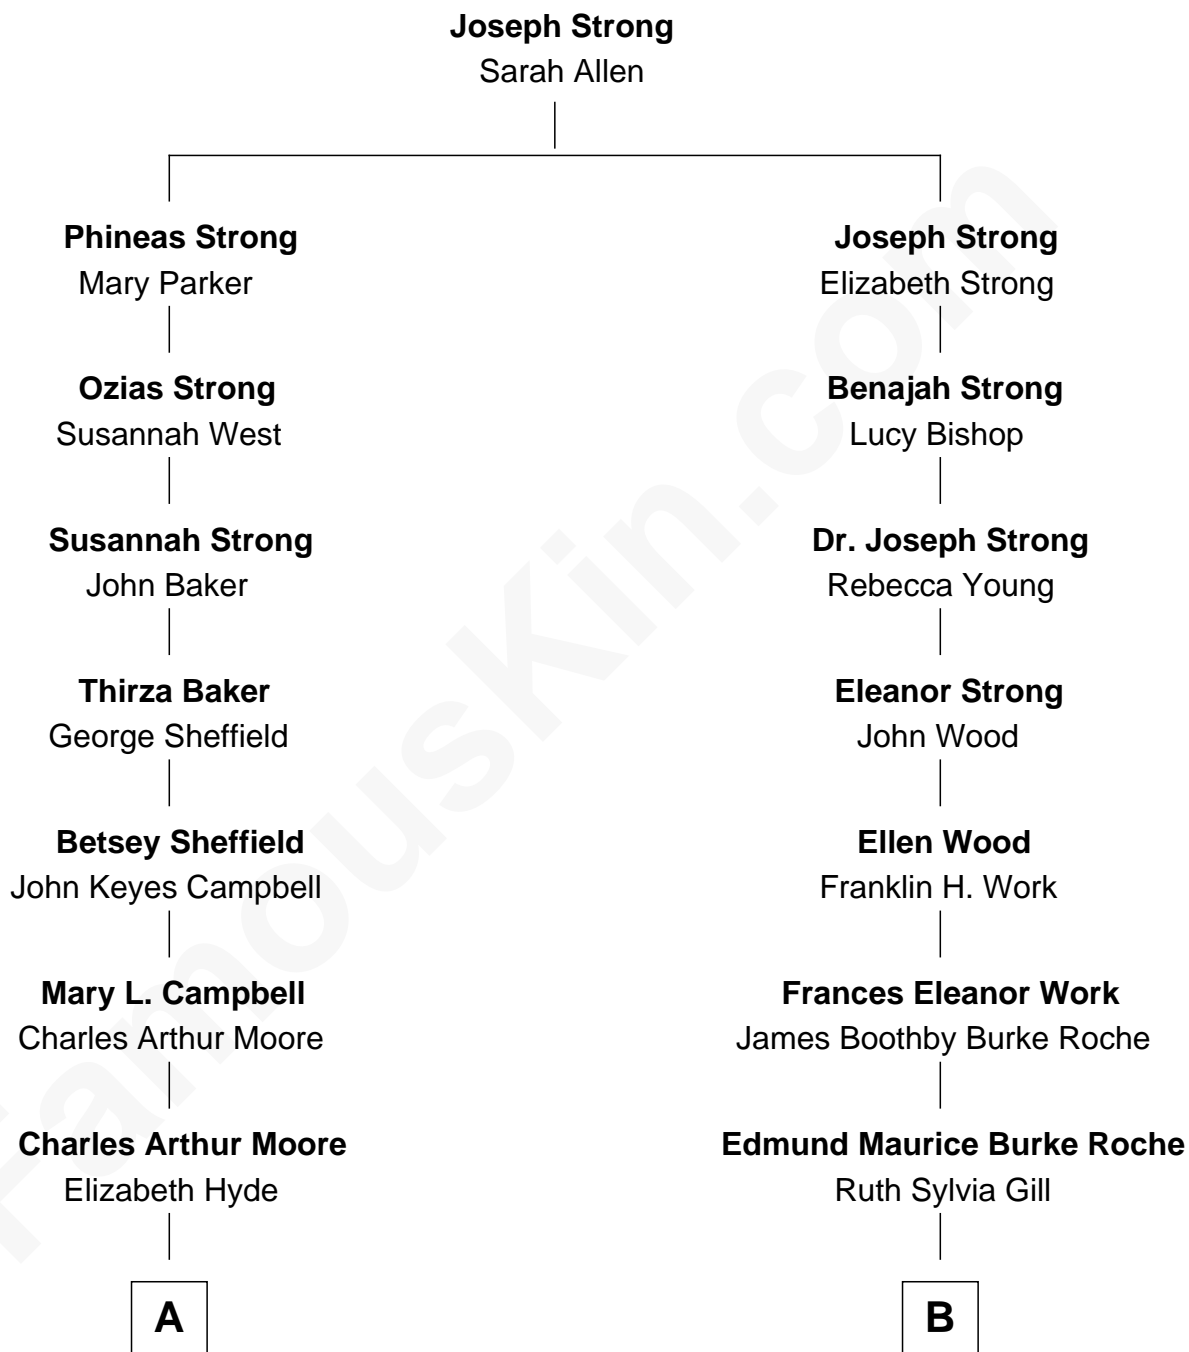 Joseph Strong
Sarah Allen
Phineas Strong
Mary Parker
Ozias Strong
Susannah West
Susannah Strong
John Baker
Thirza Baker
George Sheffield
Betsey Sheffield
John Keyes Campbell
Mary L. Campbell
Charles Arthur Moore
Charles Arthur Moore
Elizabeth Hyde
A
Joseph Strong
Elizabeth Strong
Benajah Strong
Lucy Bishop
Dr. Joseph Strong
Rebecca Young
Eleanor Strong
John Wood
Ellen Wood
Franklin H. Work
Frances Eleanor Work
James Boothby Burke Roche
Edmund Maurice Burke Roche
Ruth Sylvia Gill
B
FamousKin.com